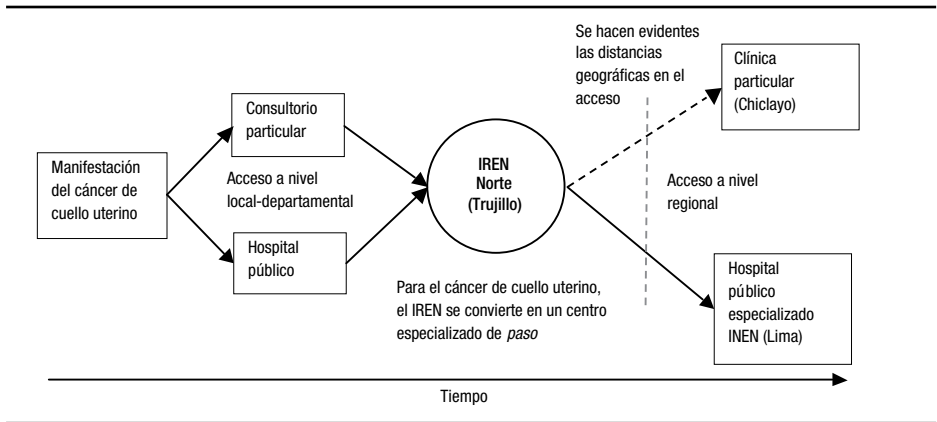 Manifestación
del cáncer de
cuello uterino
Consultorio
particular
Acceso a nivel
local-departamental
Hospital
público
IREN
Norte
(Trujillo)
Para el cáncer de cuello uterino,
el IREN se convierte en un centro
especializado de paso
Se hacen evidentes
las distancias
geográficas en el
acceso
Clínica
particular
(Chiclayo)
Acceso a nivel
regional
Hospital
público
especializado
INEN (Lima)
Tiempo